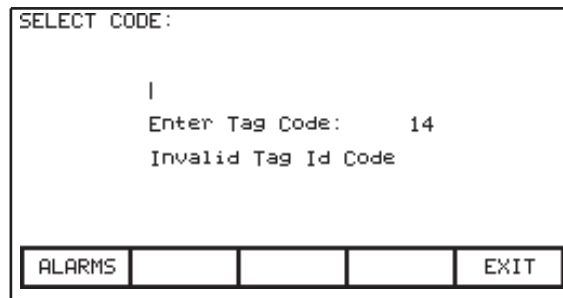 SELECT CODE:
Enter Tag Code: 14
Invalid Tag Id Code
ALARMS EXIT